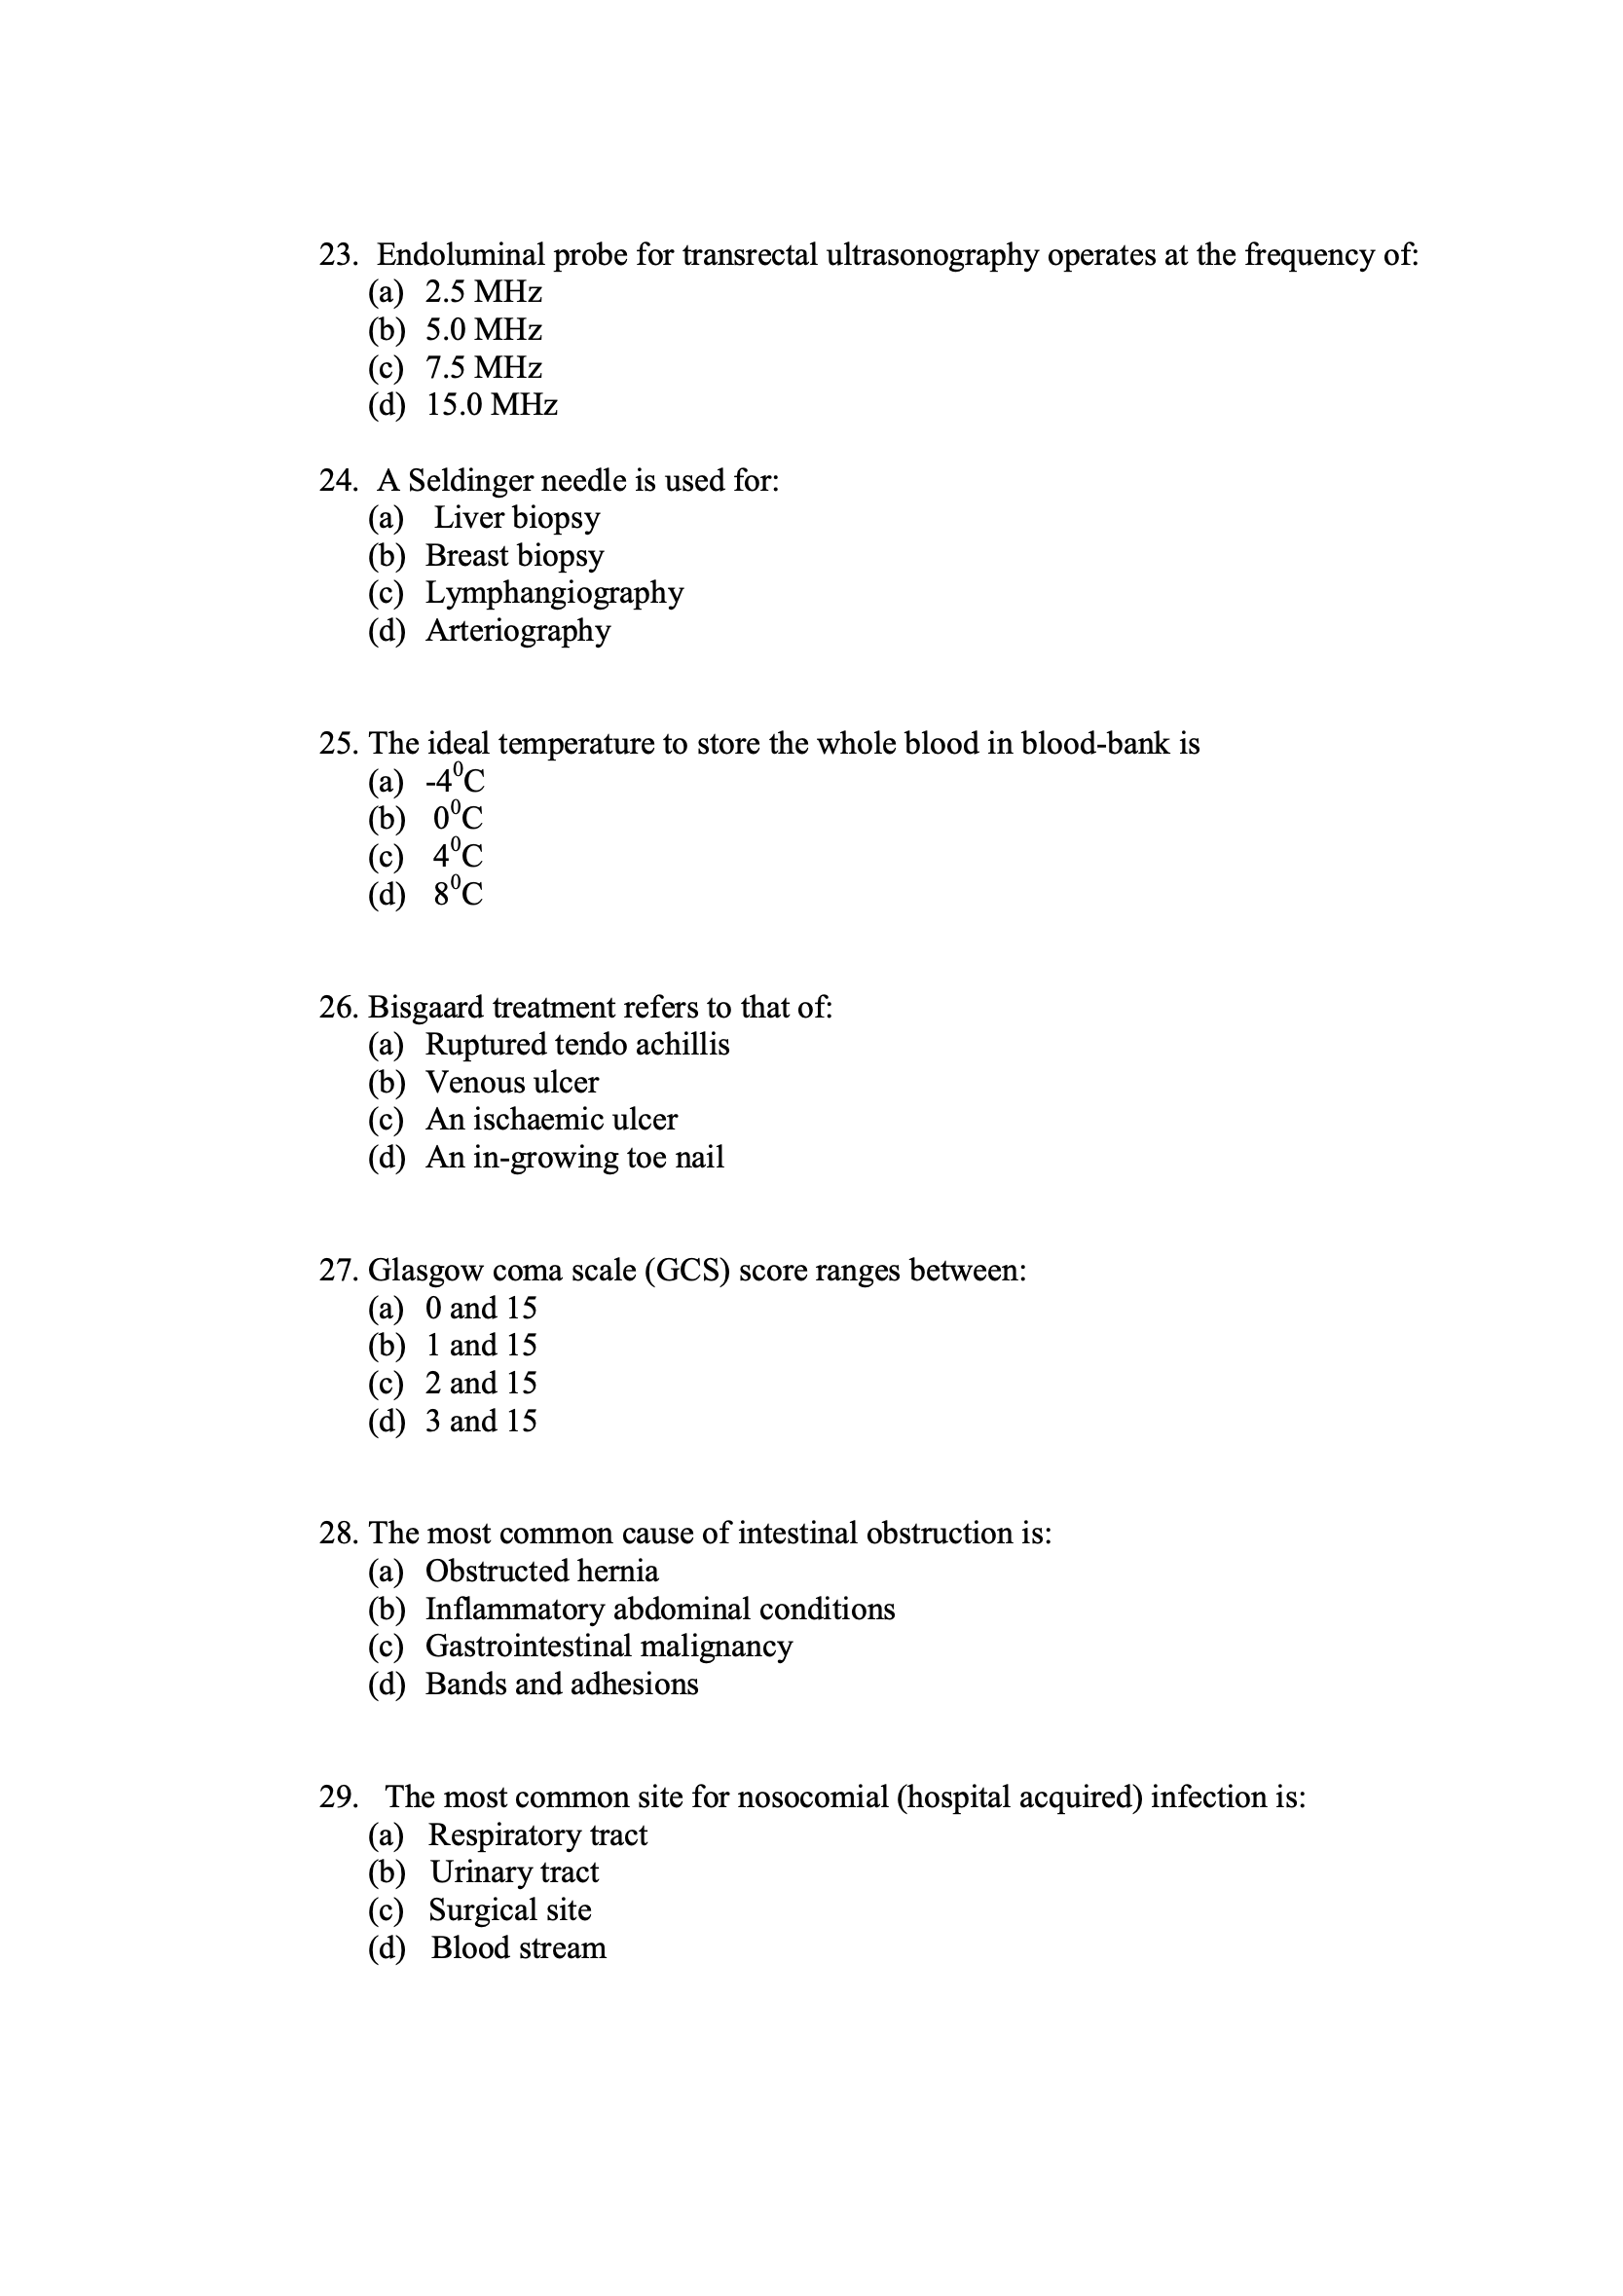 23. Endoluminal probe for transrectal ultrasonography operates at the frequency of:
(a) 2.5 MHz
(b) 5.0 MHz
(c) 7.5 MHz
(d) 15.0 MHz
24. A Seldinger needle is used for:
(a) Liver biopsy
(b) Breast biopsy
(c) Lymphangiography
(d) Arteriography
25. The ideal temperature to store the whole blood in blood-bank is
(a) -4⁰C
(b) 0⁰C
(c) 4⁰C
(d) 8⁰C
26. Bisgaard treatment refers to that of:
(a) Ruptured tendo achillis
(b) Venous ulcer
(c) An ischaemic ulcer
(d) An in-growing toe nail
27. Glasgow coma scale (GCS) score ranges between:
(a) 0 and 15
(b) 1 and 15
(c) 2 and 15
(d) 3 and 15
28. The most common cause of intestinal obstruction is:
(a) Obstructed hernia
(b) Inflammatory abdominal conditions
(c) Gastrointestinal malignancy
(d) Bands and adhesions
29. The most common site for nosocomial (hospital acquired) infection is:
(a) Respiratory tract
(b) Urinary tract
(c) Surgical site
(d) Blood stream